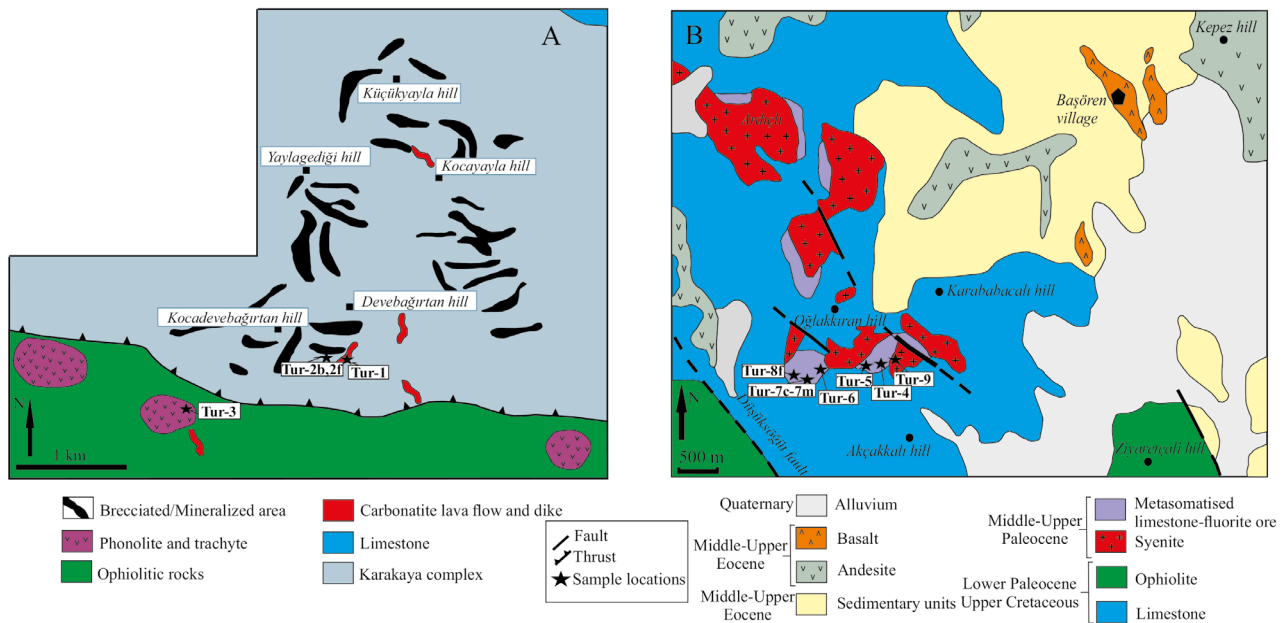 A
Küçükyayla hill
Yaylagediği hill
Kocayayla hill
Devebağırtan hill
Kocadevebağırtan hill
Tur-2b,2f
Tur-1
Tur-3
N
1 km
B
Kepez hill
Başören
village
Ardıçlı
Karababacalı hill
Oğlakkıran hill
Tur-8f
Tur-7c-7m
Tur-6
Tur-5
Tur-4
Tur-9
N
500 m
Akçakkalı hill
Ziyaretçali hill
Brecciated/Mineralized area
Phonolite and trachyte
Ophiolitic rocks
Carbonatite lava flow and dike
Limestone
Karakaya complex
Fault
Thrust
Sample locations
Quaternary
Alluvium
Middle-Upper
Eocene
Basalt
Andesite
Middle-Upper
Eocene
Sedimentary units
Middle-Upper
Paleocene
Metasomatised
limestone-fluorite ore
Syenite
Lower Paleocene
Upper Cretaceous
Ophiolite
Limestone